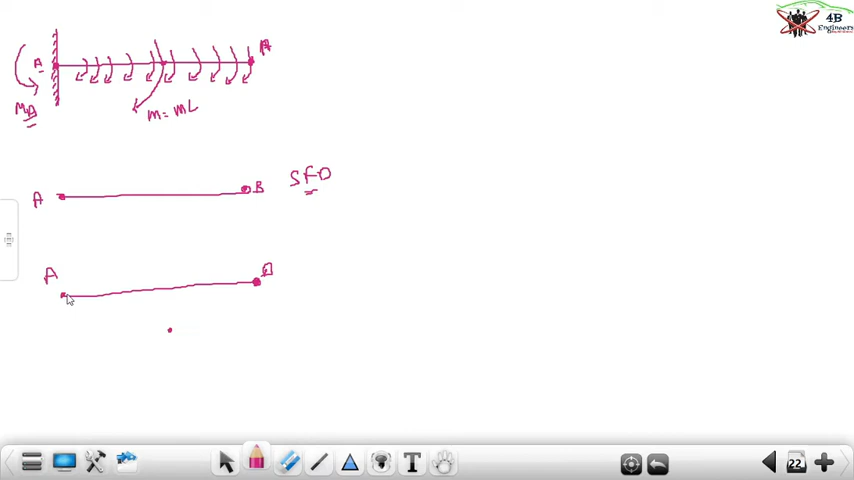 4B
Engineers
A
MA
m = mL
SFD
A
B
A
22